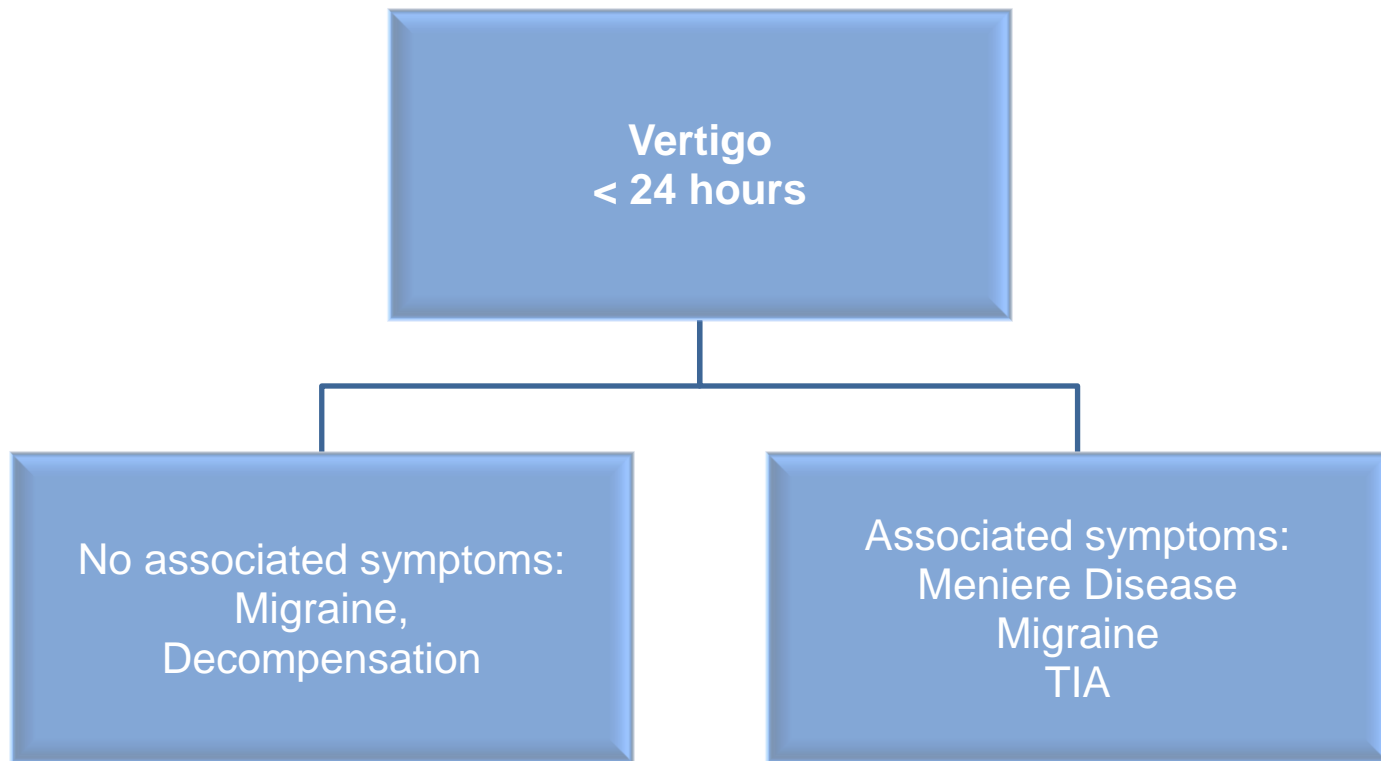 Vertigo
< 24 hours
No associated symptoms:
Migraine,
Decompensation
Associated symptoms:
Meniere Disease
Migraine
TIA